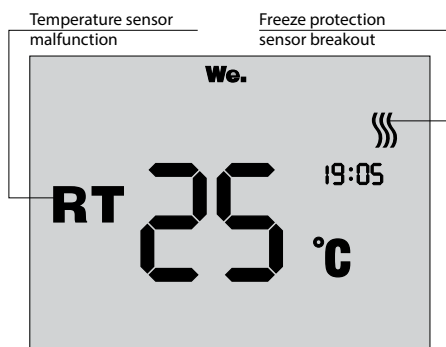 Temperature sensor
malfunction
Freeze protection
sensor breakout
We.
19:05
RT 25 °C